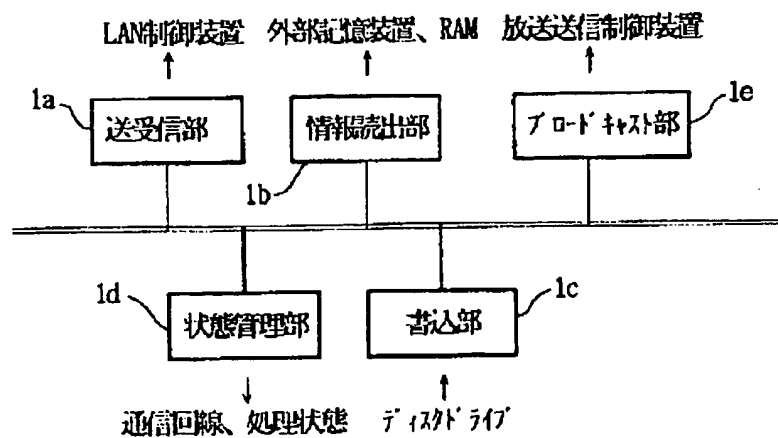 LAN制御装置 外部記憶装置、RAM 放送送信制御装置
1a 送受信部 情報読出部 ブロードキャスト部 1e
1b
1d 1c
状態管理部 書込部
通信回線、処理状態 ディスクドライブ